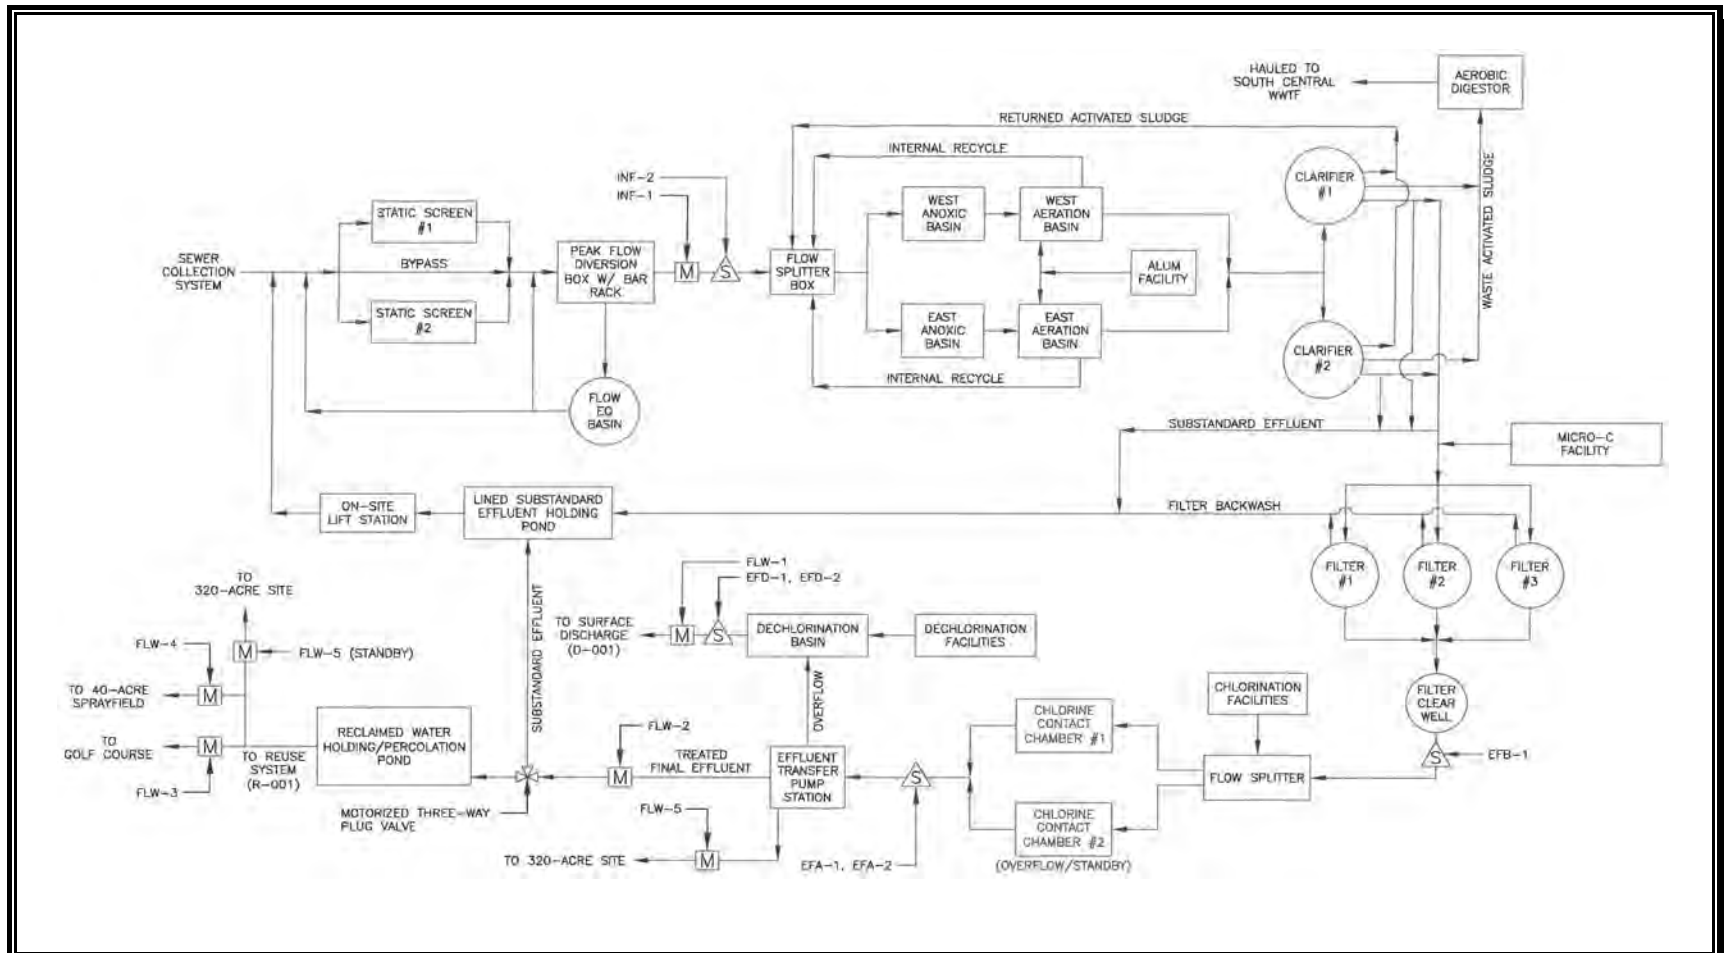 HAULED TO
SOUTH CENTRAL
WWTF
AEROBIC
DIGESTOR
RETURNED ACTIVATED SLUDGE
INTERNAL RECYCLE
WASTE ACTIVATED SLUDGE
CLARIFIER
#1
INF-2
INF-1
WEST
ANOXIC
BASIN
WEST
AERATION
BASIN
STATIC SCREEN
#1
SEWER
COLLECTION
SYSTEM
BYPASS
PEAK FLOW
DIVERSION
BOX W/ BAR
RACK
M
S
FLOW
SPLITTER
BOX
ALUM
FACILITY
STATIC SCREEN
#2
EAST
ANOXIC
BASIN
EAST
AERATION
BASIN
CLARIFIER
#2
INTERNAL RECYCLE
FLOW
EQ
BASIN
SUBSTANDARD EFFLUENT
MICRO-C
FACILITY
ON-SITE
LIFT STATION
LINED SUBSTANDARD
EFFLUENT HOLDING
POND
FILTER BACKWASH
FILTER
#1
FILTER
#2
FILTER
#3
TO
320-ACRE SITE
FLW-1
EFD-1, EFD-2
SUBSTANDARD EFFLUENT
TO SURFACE
DISCHARGE
(D-001)
M
S
DECHLORINATION
BASIN
DECHLORINATION
FACILITIES
FLW-4
M
FLW-5 (STANDBY)
TO 40-ACRE
SPRAYFIELD
M
OVERFLOW
CHLORINATION
FACILITIES
FILTER
CLEAR
WELL
TO
GOLF COURSE
M
TO REUSE
SYSTEM
(R-001)
RECLAIMED WATER
HOLDING/PERCOLATION
POND
FLW-2
TREATED
FINAL EFFLUENT
M
EFFLUENT
TRANSFER
PUMP
STATION
S
CHLORINE
CONTACT
CHAMBER #1
FLOW SPLITTER
S
EFB-1
FLW-3
MOTORIZED THREE-WAY
PLUG VALVE
FLW-5
TO 320-ACRE SITE
M
EFA-1, EFA-2
CHLORINE
CONTACT
CHAMBER #2
(OVERFLOW/STANDBY)